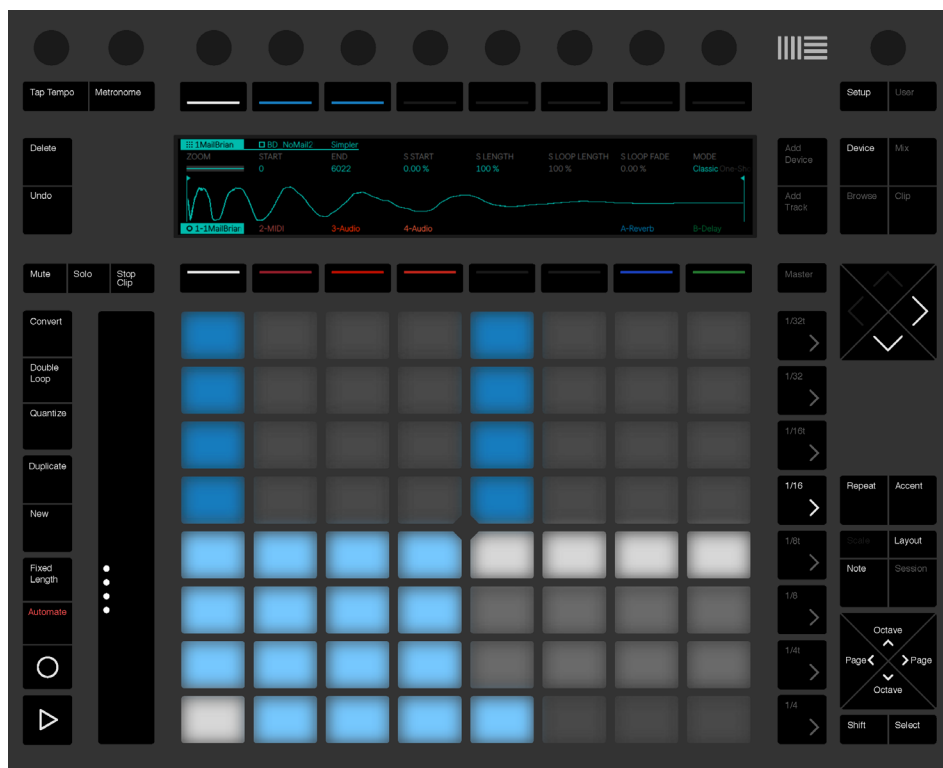 Tap Tempo Metronome
Setup User
Delete
Undo
1MailBrian BD_NoMail2 Simpler
ZOOM START END S START S LENGTH S LOOP LENGTH S LOOP FADE MODE
0 6022 0.00 % 100 % 100 % 0.00 % Classic One-Sh
1-1MailBriar 2-MIDI 3-Audio 4-Audio A-Reverb B-Delay
Add
Device
Device Mix
Add
Track
Browse Clip
Mute Solo Stop
Clip
Master
Convert
Double
Loop
Quantize
Duplicate
New
Fixed
Length
Automate
1/32t
1/32
1/16t
1/16
1/8t
1/8
1/4t
1/4
Repeat Accent
Scale Layout
Note Session
Octave
Page Page
Octave
Shift Select